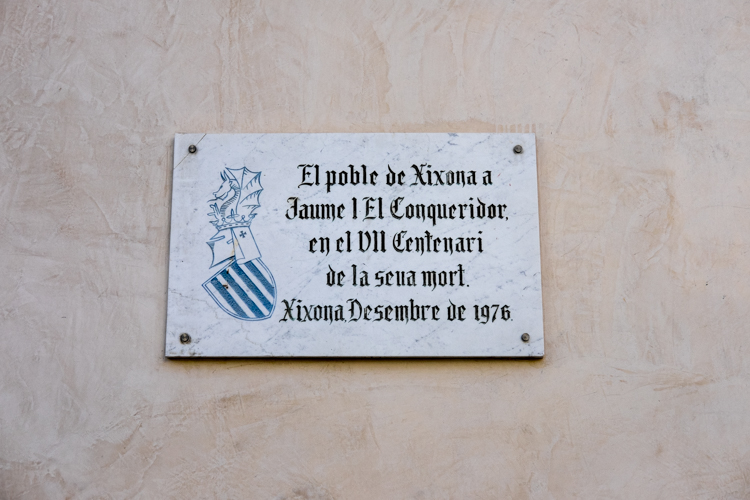 El poble de Xixona a
Jaume I El Conqueridor,
en el VII Centenari
de la seua mort.
Xixona, Desembre de 1976.